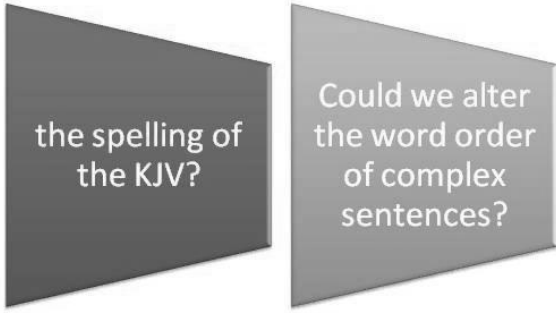 the spelling of
the KJV?
Could we alter
the word order
of complex
sentences?